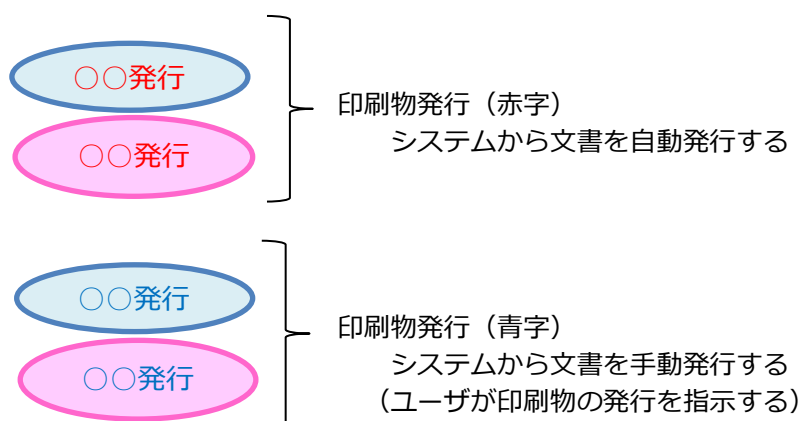 ○○発行
○○発行
印刷物発行（赤字）
システムから文書を自動発行する
○○発行
○○発行
印刷物発行（青字）
システムから文書を手動発行する
（ユーザが印刷物の発行を指示する）